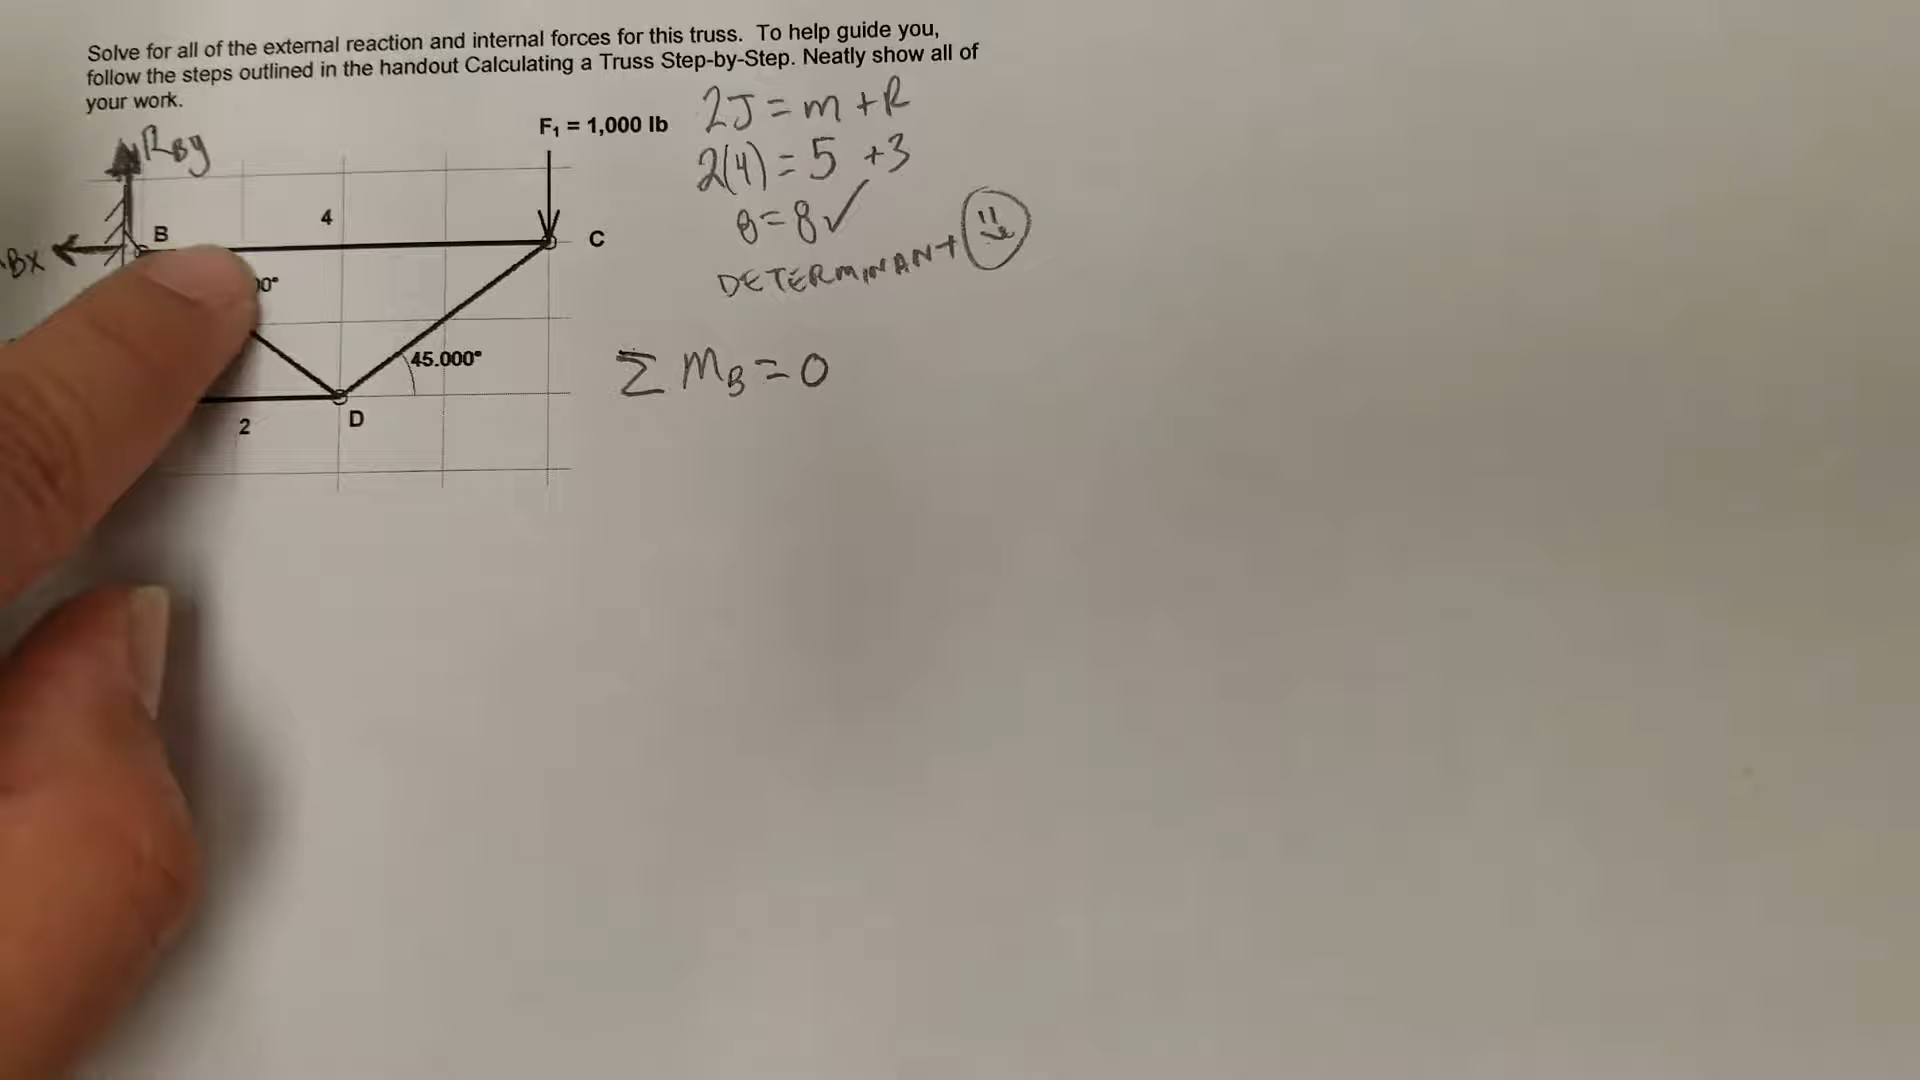 Solve for all of the external reaction and internal forces for this truss. To help guide you,
follow the steps outlined in the handout Calculating a Truss Step-by-Step. Neatly show all of
your work.
F₁ = 1,000 lb
2J = m + R
2(4) = 5 + 3
8 = 8 ✓
DETERMINANT
RBy
BX
B
4
C
0°
45.000°
2
D
Σ MB = 0